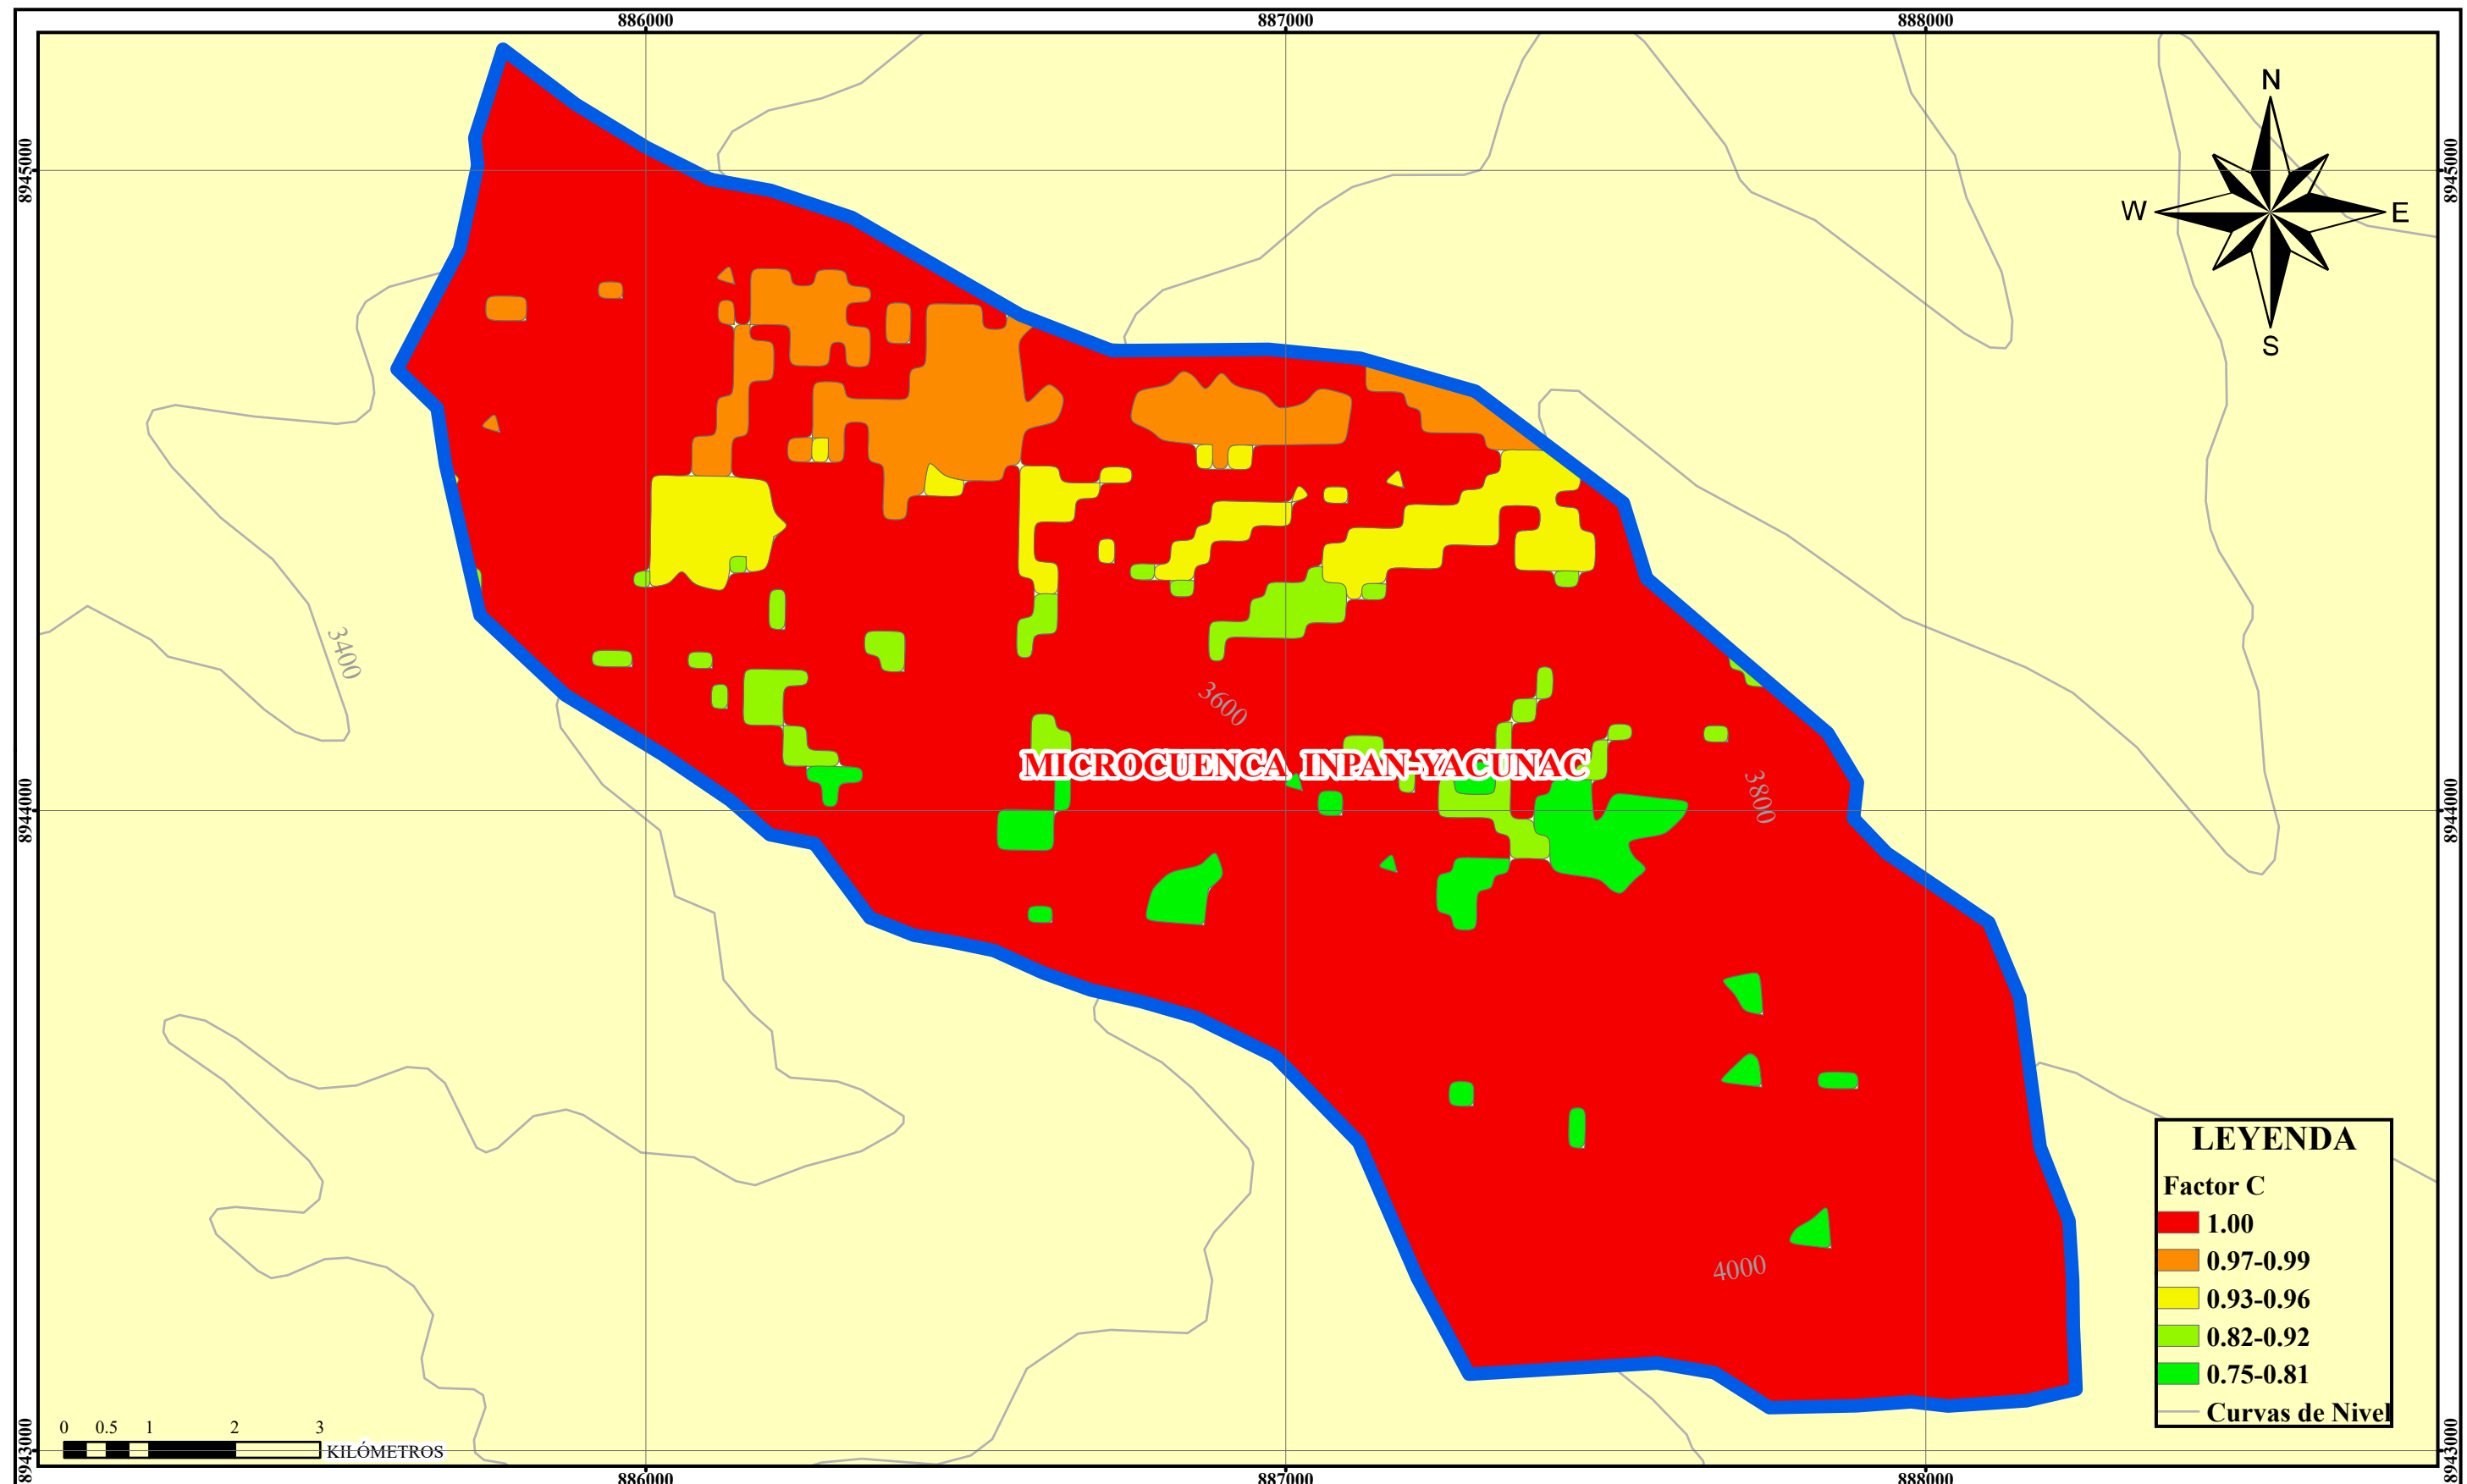 886000
887000
888000
8945000
8945000
N
W
E
S
3400
3600
MICROCUENCA INPAN-YACUNAC
3800
8944000
8944000
4000
LEYENDA
Factor C
1.00
0.97-0.99
0.93-0.96
0.82-0.92
0.75-0.81
Curvas de Nivel
0 0.5 1 2 3
KILÓMETROS
8943000
8943000
886000
887000
888000